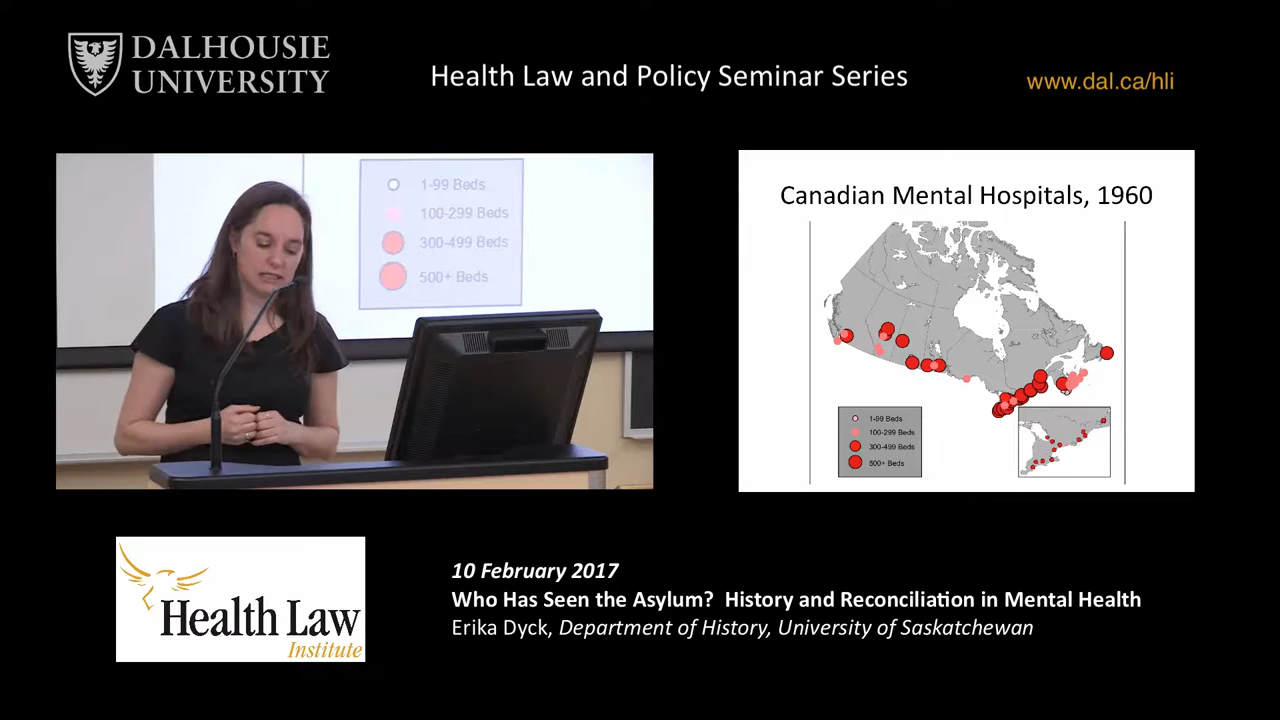 DALHOUSIE
UNIVERSITY
Health Law and Policy Seminar Series
www.dal.ca/hli
1-99 Beds
100-299 Beds
300-499 Beds
500+ Beds
Canadian Mental Hospitals, 1960
1-99 Beds
100-299 Beds
300-499 Beds
500+ Beds
Health Law
Institute
10 February 2017
Who Has Seen the Asylum? History and Reconciliation in Mental Health
Erika Dyck, Department of History, University of Saskatchewan